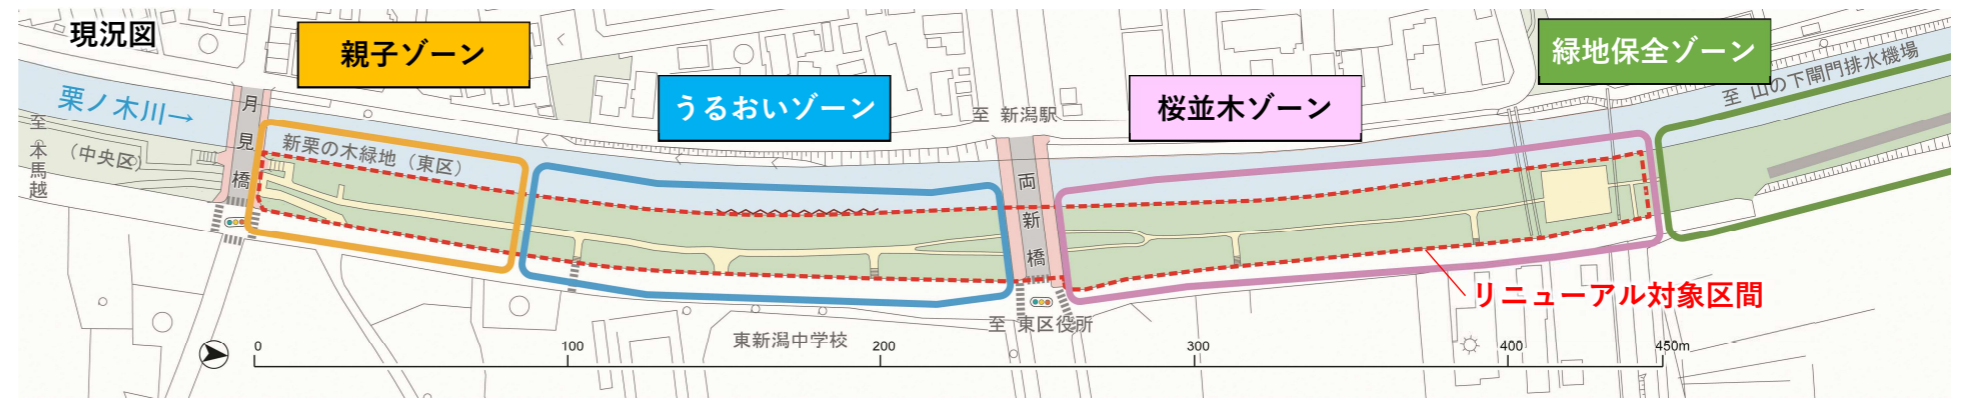 現況図
親子ゾーン
うるおいゾーン
桜並木ゾーン
緑地保全ゾーン
栗ノ木川→
至 本馬越
(中央区)
月見橋
新栗の木緑地(東区)
至 新潟駅
両新橋
至 山の下閘門排水機場
リニューアル対象区間
至 東区役所
東新潟中学校
0 100 200 300 400 450m